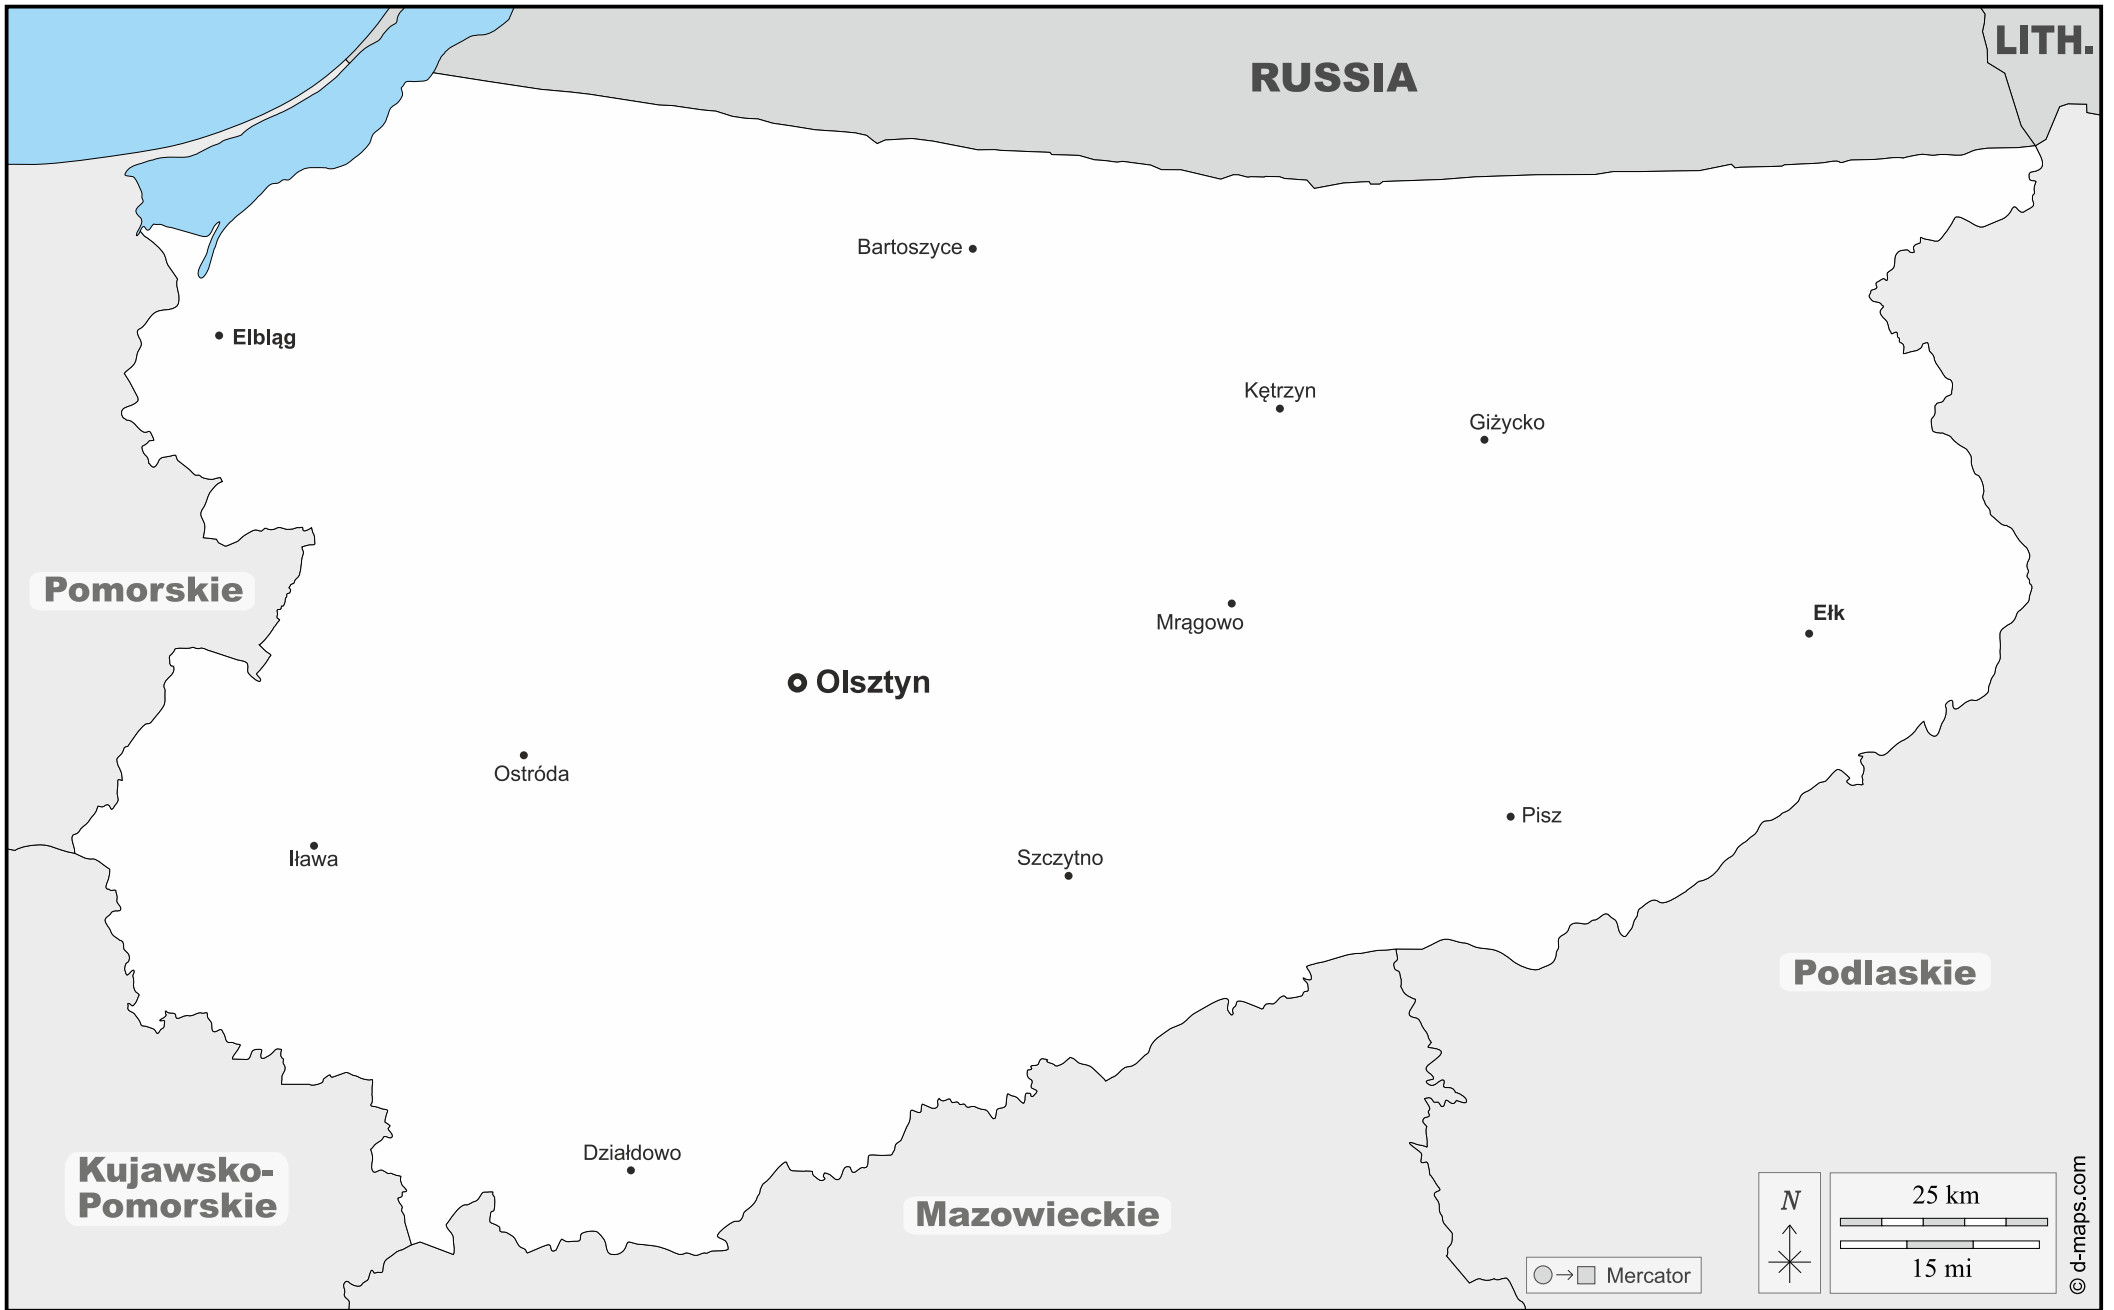 LITH.
RUSSIA
Bartoszyce
Elbląg
Kętrzyn
Giżycko
Pomorskie
Mrągowo
Ełk
Olsztyn
Ostróda
Pisz
Iława
Szczytno
Podlaskie
Działdowo
Kujawsko-
Pomorskie
Mazowieckie
N
25 km
15 mi
Mercator
© d-maps.com